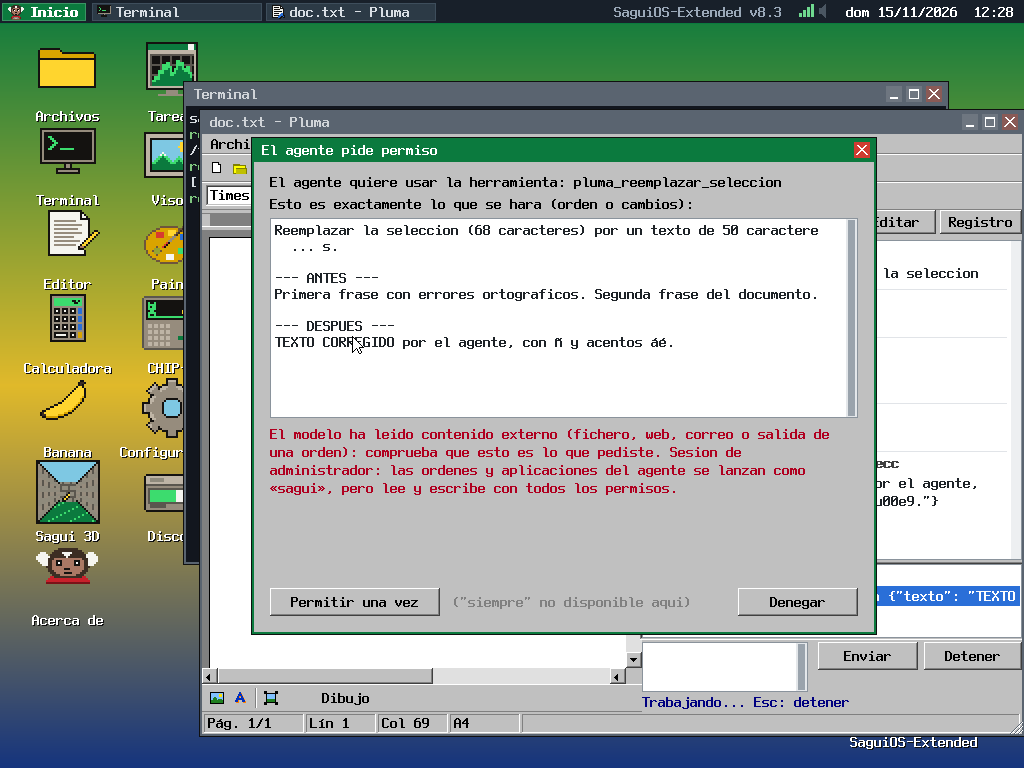 Inicio
Terminal
doc.txt - Pluma
SaguiOS-Extended v8.3
dom 15/11/2026
12:28
Archivos
Terminal
Editor
Calculadora
Banana
Sagui 3D
Acerca de
Terminal
doc.txt - Pluma
Archi
Times
El agente pide permiso
El agente quiere usar la herramienta: pluma_reemplazar_seleccion
Esto es exactamente lo que se hara (orden o cambios):
Reemplazar la seleccion (68 caracteres) por un texto de 50 caractere
... s.
--- ANTES ---
Primera frase con errores ortograficos. Segunda frase del documento.
--- DESPUES ---
TEXTO CORREGIDO por el agente, con ñ y acentos áé.
El modelo ha leido contenido externo (fichero, web, correo o salida de
una orden): comprueba que esto es lo que pediste. Sesion de
administrador: las ordenes y aplicaciones del agente se lanzan como
«sagui», pero lee y escribe con todos los permisos.
Permitir una vez
("siempre" no disponible aqui)
Denegar
ditar
Registro
la seleccion
ecc
or el agente,
u00e9."}
n {"texto": "TEXTO
Enviar
Detener
Trabajando... Esc: detener
Dibujo
Pág. 1/1
Lín 1
Col 69
A4
SaguiOS-Extended